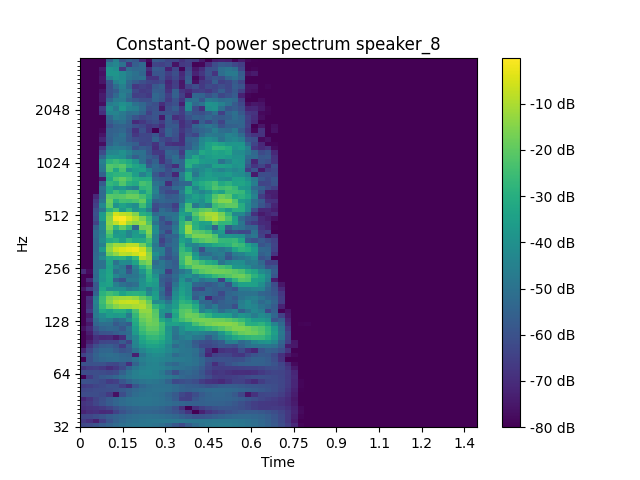 Constant-Q power spectrum speaker_8
Hz
2048
1024
512
256
128
64
32
0 0.15 0.3 0.45 0.6 0.75 0.9 1.1 1.2 1.4
Time
-10 dB
-20 dB
-30 dB
-40 dB
-50 dB
-60 dB
-70 dB
-80 dB